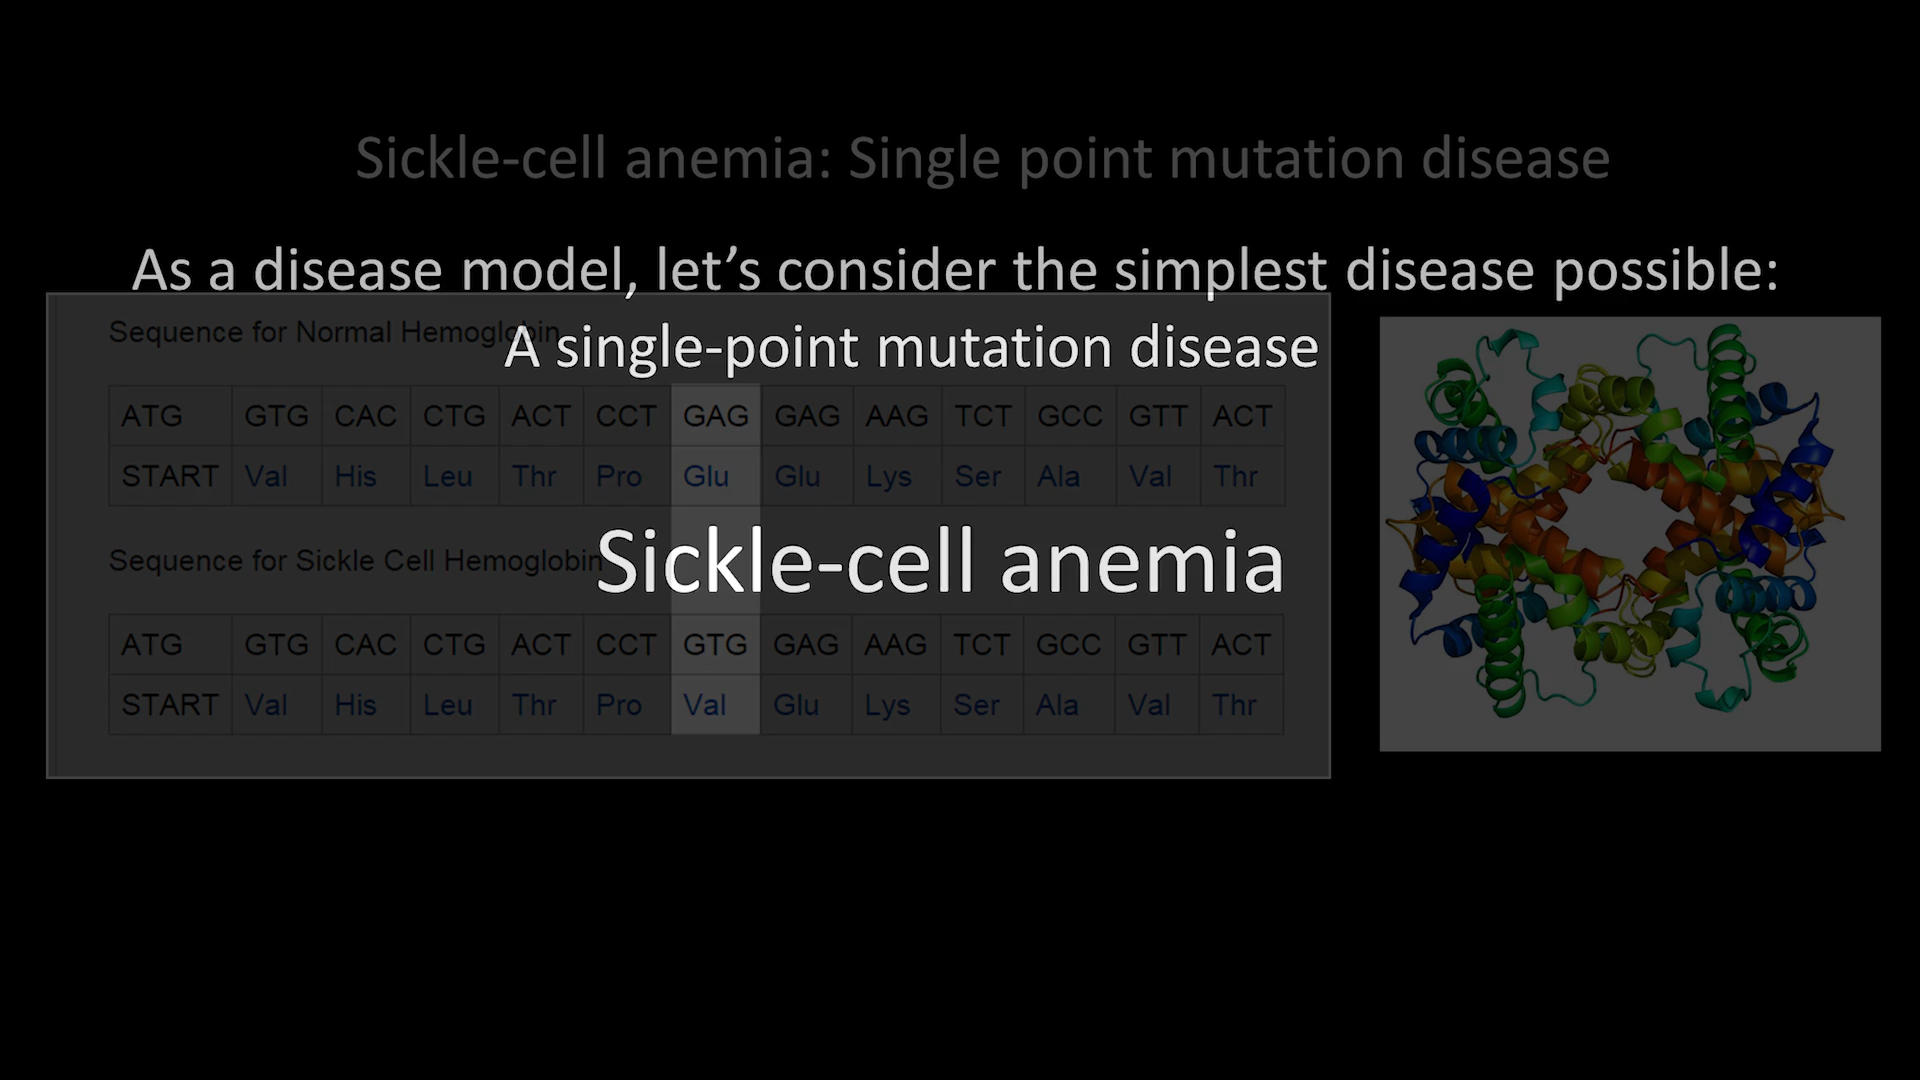 Sickle-cell anemia: Single point mutation disease
As a disease model, let’s consider the simplest disease possible:
Sequence for Normal Hemoglobin
A single-point mutation disease
ATG GTG CAC CTG ACT CCT GAG GAG AAG TCT GCC GTT ACT
START Val His Leu Thr Pro Glu Glu Lys Ser Ala Val Thr
Sequence for Sickle Cell Hemoglobin
Sickle-cell anemia
ATG GTG CAC CTG ACT CCT GTG GAG AAG TCT GCC GTT ACT
START Val His Leu Thr Pro Val Glu Lys Ser Ala Val Thr